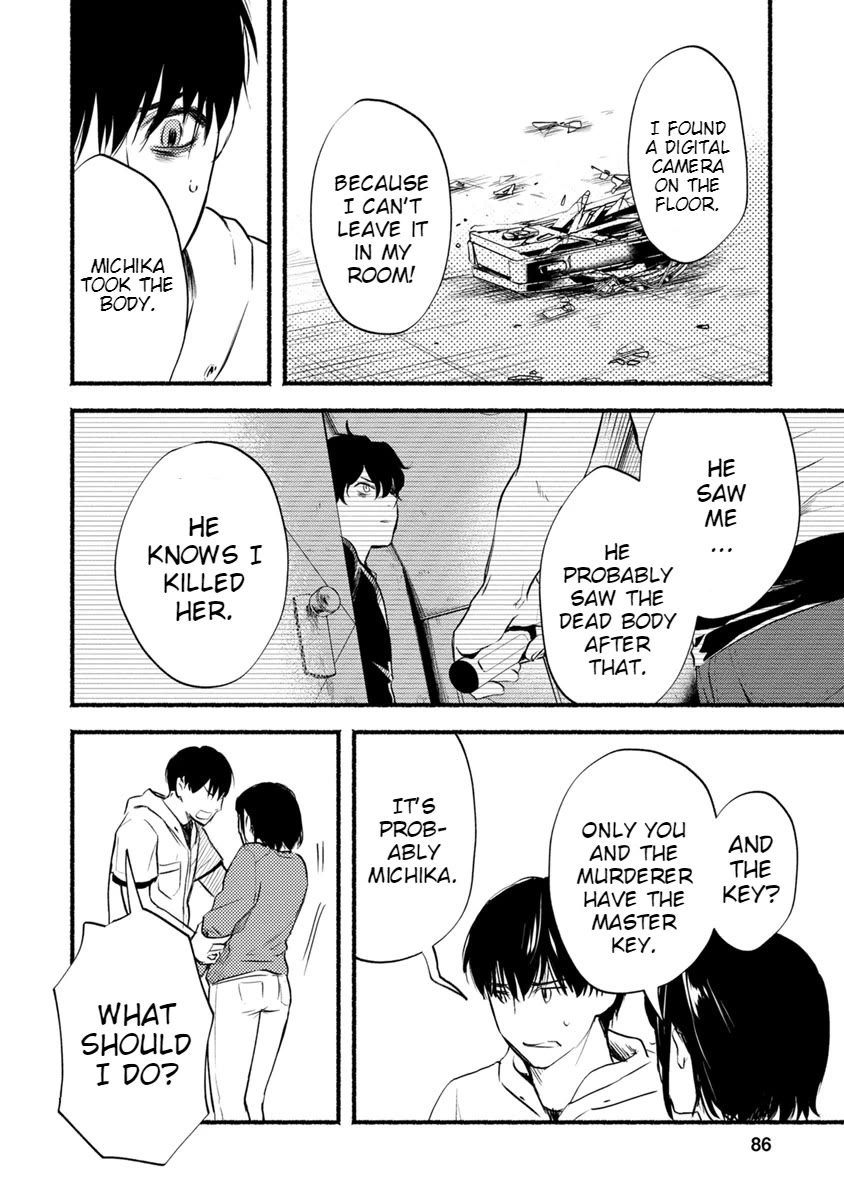 I FOUND
A DIGITAL
CAMERA
ON THE
FLOOR.
BECAUSE
I CAN'T
LEAVE IT
IN MY
ROOM!
MICHIKA
TOOK THE
BODY.
HE
SAW
ME
...
HE
PROBABLY
SAW THE
DEAD BODY
AFTER
THAT.
HE
KNOWS I
KILLED
HER.
AND
THE
KEY?
ONLY YOU
AND THE
MURDERER
HAVE THE
MASTER
KEY.
IT'S
PROB-
ABLY
MICHIKA.
WHAT
SHOULD
I DO?
86